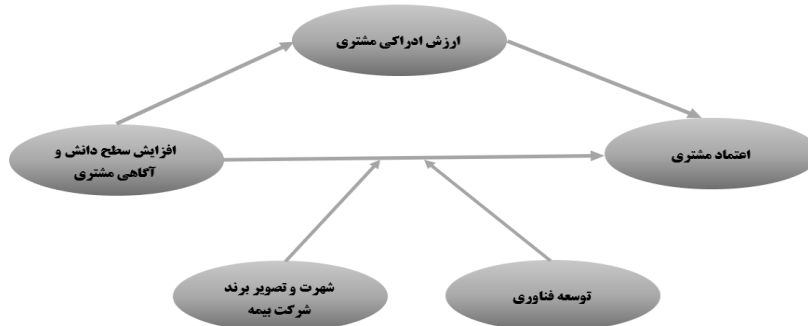 ارزش ادراکی مشتری
افزایش سطح دانش و
آگاهی مشتری
اعتماد مشتری
شهرت و تصویر برند
شرکت بیمه
توسعه فناوری